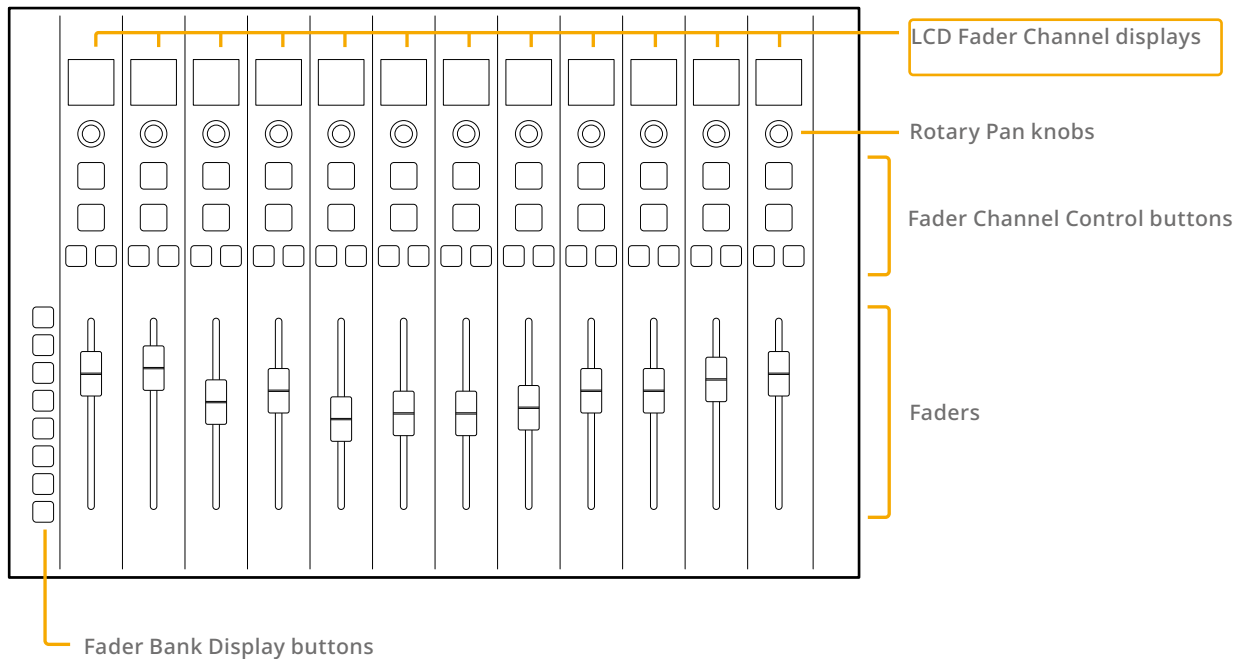 LCD Fader Channel displays
Rotary Pan knobs
Fader Channel Control buttons
Faders
Fader Bank Display buttons